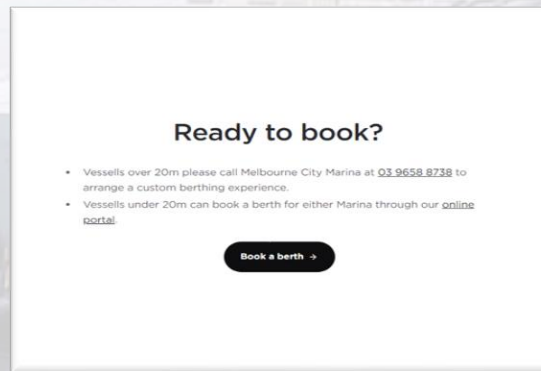 Ready to book?
• Vessells over 20m please call Melbourne City Marina at 03 9658 8738 to
arrange a custom berthing experience.
• Vessells under 20m can book a berth for either Marina through our online
portal.
Book a berth →